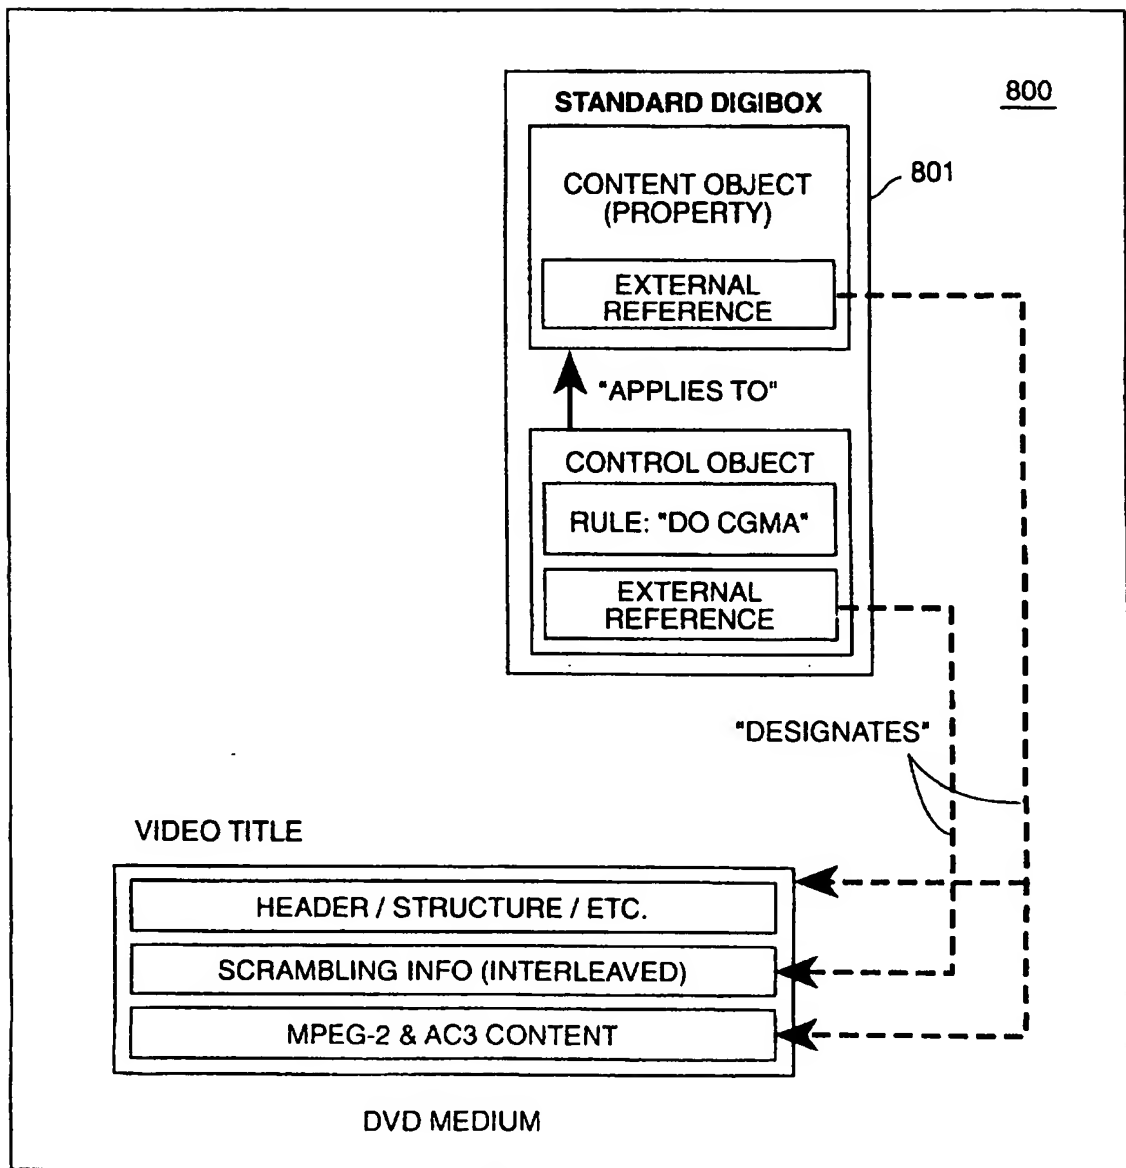 800
STANDARD DIGIBOX
801
CONTENT OBJECT
(PROPERTY)
EXTERNAL
REFERENCE
"APPLIES TO"
CONTROL OBJECT
RULE: "DO CGMA"
EXTERNAL
REFERENCE
"DESIGNATES"
VIDEO TITLE
HEADER / STRUCTURE / ETC.
SCRAMBLING INFO (INTERLEAVED)
MPEG-2 & AC3 CONTENT
DVD MEDIUM